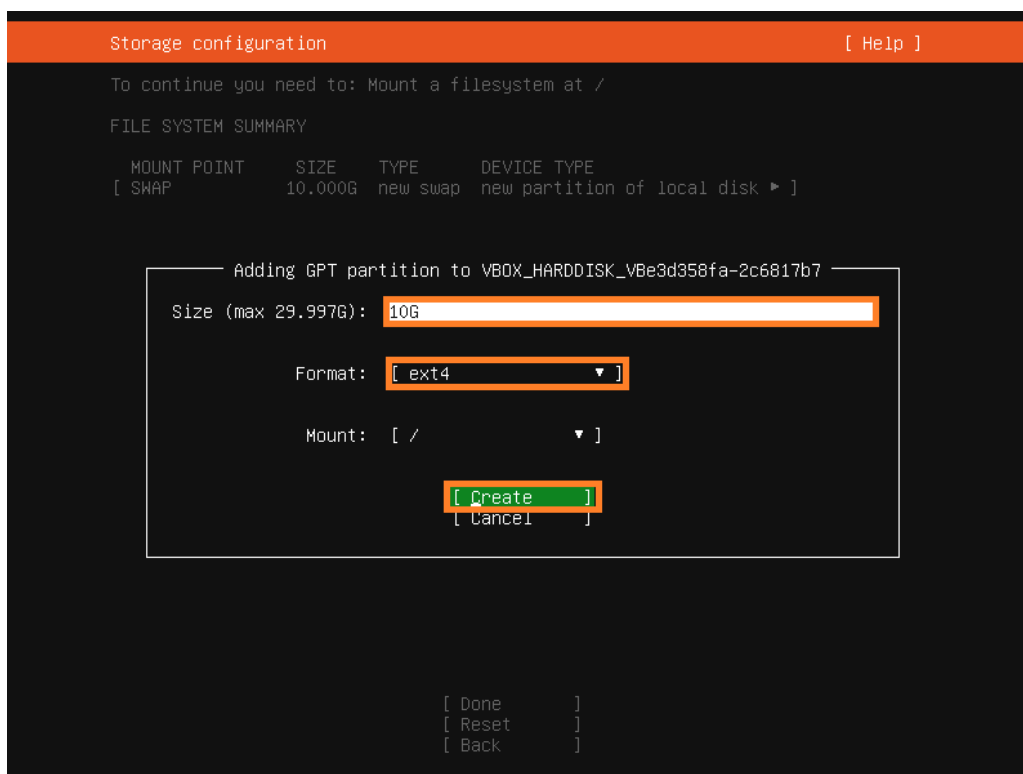 Storage configuration [ Help ]
To continue you need to: Mount a filesystem at /
FILE SYSTEM SUMMARY
MOUNT POINT SIZE TYPE DEVICE TYPE
[ SWAP 10.000G new swap new partition of local disk ▸ ]
Adding GPT partition to VBOX_HARDDISK_VBe3d358fa-2c6817b7
Size (max 29.997G): 10G
Format: [ ext4 ▾ ]
Mount: [ / ▾ ]
[ Create ]
[ Cancel ]
[ Done ]
[ Reset ]
[ Back ]